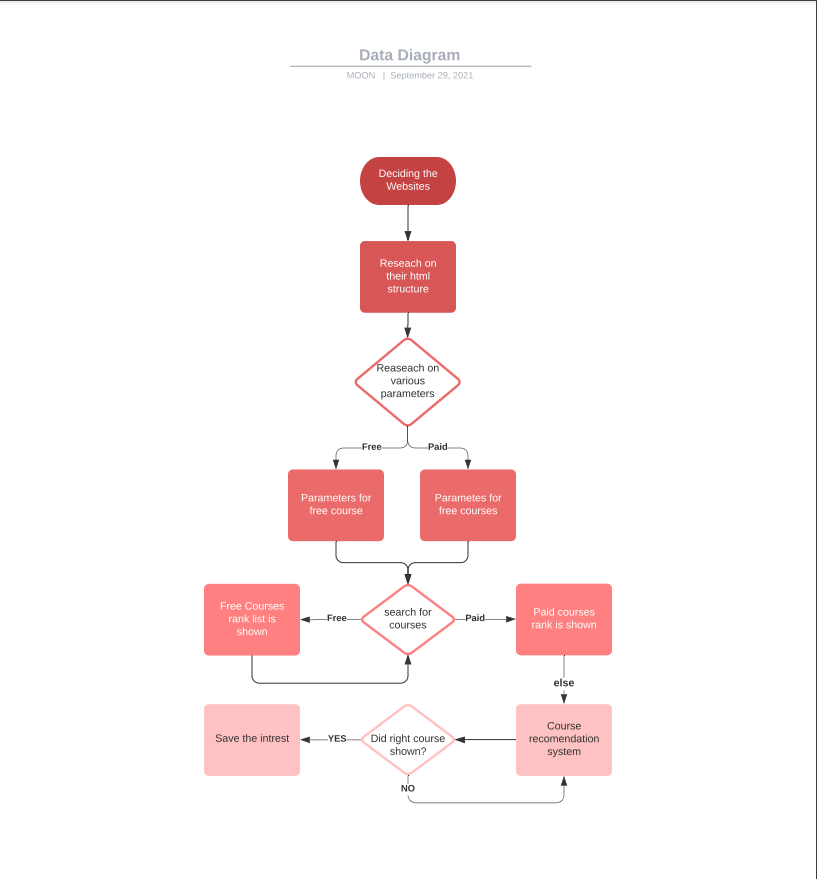 Data Diagram
MOON | September 29, 2021
Deciding the
Websites
Reseach on
their html
structure
Reaseach on
various
parameters
Free
Paid
Parameters for
free course
Parametes for
free courses
Free Courses
rank list is
shown
Free
search for
courses
Paid
Paid courses
rank is shown
else
Save the intrest
YES
Did right course
shown?
Course
recomendation
system
NO